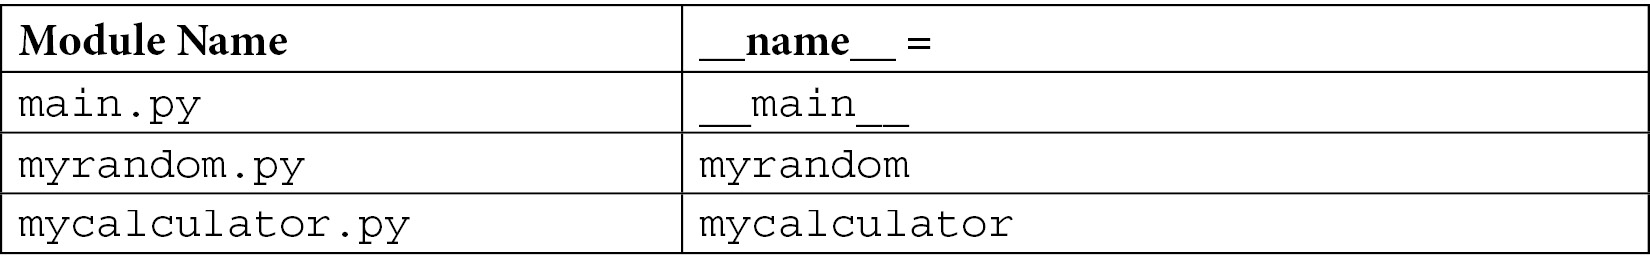 Module Name __name__ =
main.py __main__
myrandom.py myrandom
mycalculator.py mycalculator